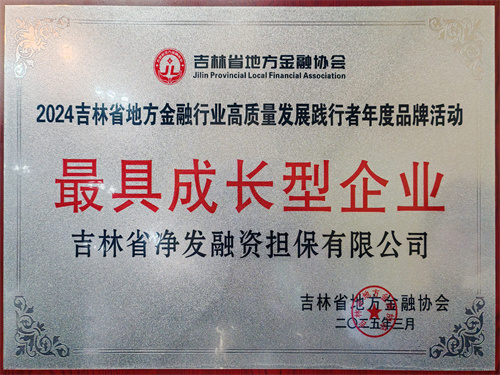 吉林省地方金融协会
Jilin Provincial Local Financial Association
2024吉林省地方金融行业高质量发展践行者年度品牌活动
最具成长型企业
吉林省净发融资担保有限公司
吉林省地方金融协会
二〇二五年三月